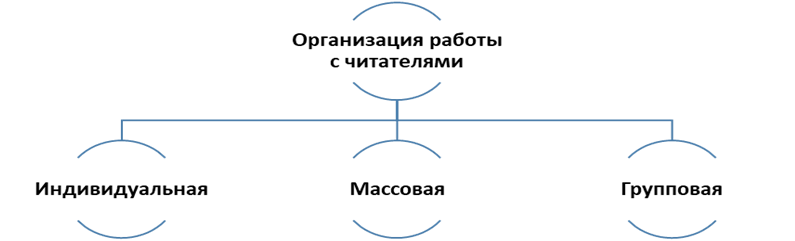 Организация работы
с читателями
Индивидуальная
Массовая
Групповая